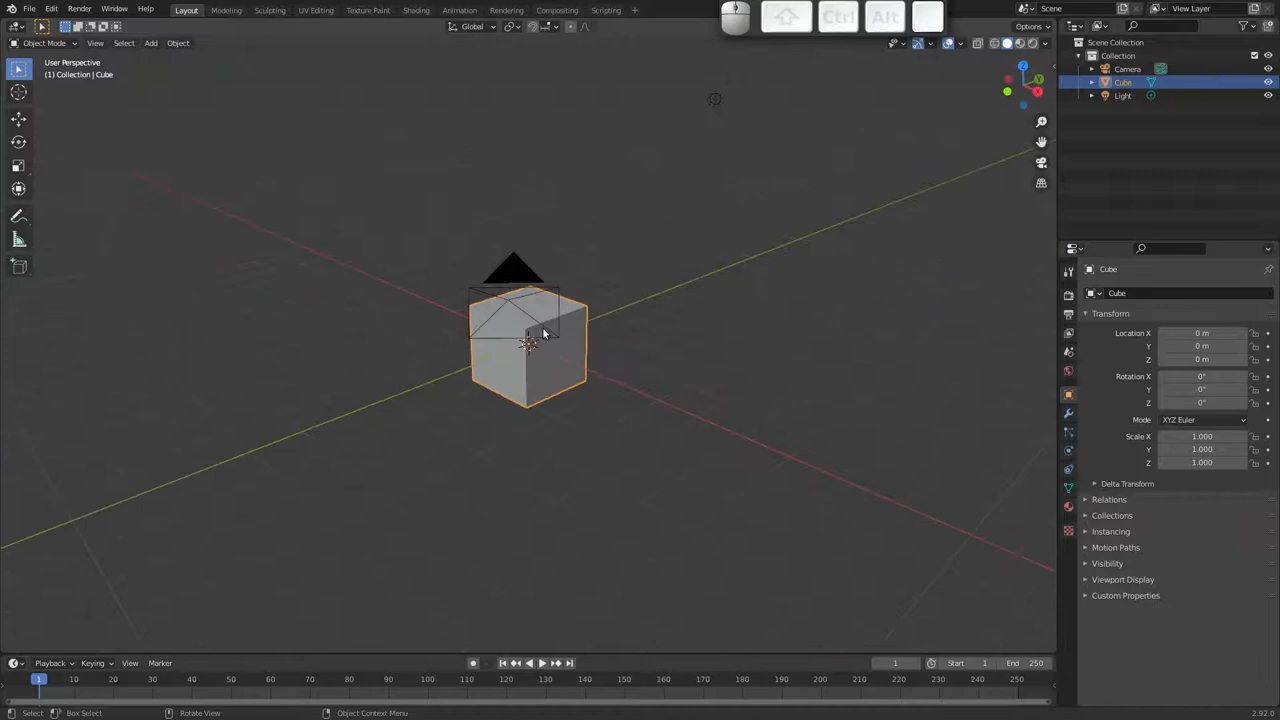 File Edit Render Window Help Layout Modeling Sculpting UV Editing Texture Paint Shading Animation Rendering Compositing Scripting + Scene View Layer
Ctrl Alt
Global Options
Object Mode View Select Add Object
User Perspective
(1) Collection | Cube
Z
Y
X
Scene Collection
Collection
Camera
Cube
Light
Cube
Cube
Transform
Location X 0 m
Y 0 m
Z 0 m
Rotation X 0°
Y 0°
Z 0°
Mode XYZ Euler
Scale X 1.000
Y 1.000
Z 1.000
Delta Transform
Relations
Collections
Instancing
Motion Paths
Visibility
Viewport Display
Custom Properties
Playback Keying View Marker 1 Start 1 End 250
1 10 20 30 40 50 60 70 80 90 100 110 120 130 140 150 160 170 180 190 200 210 220 230 240 250
Select Box Select Rotate View Object Context Menu 2.92.0